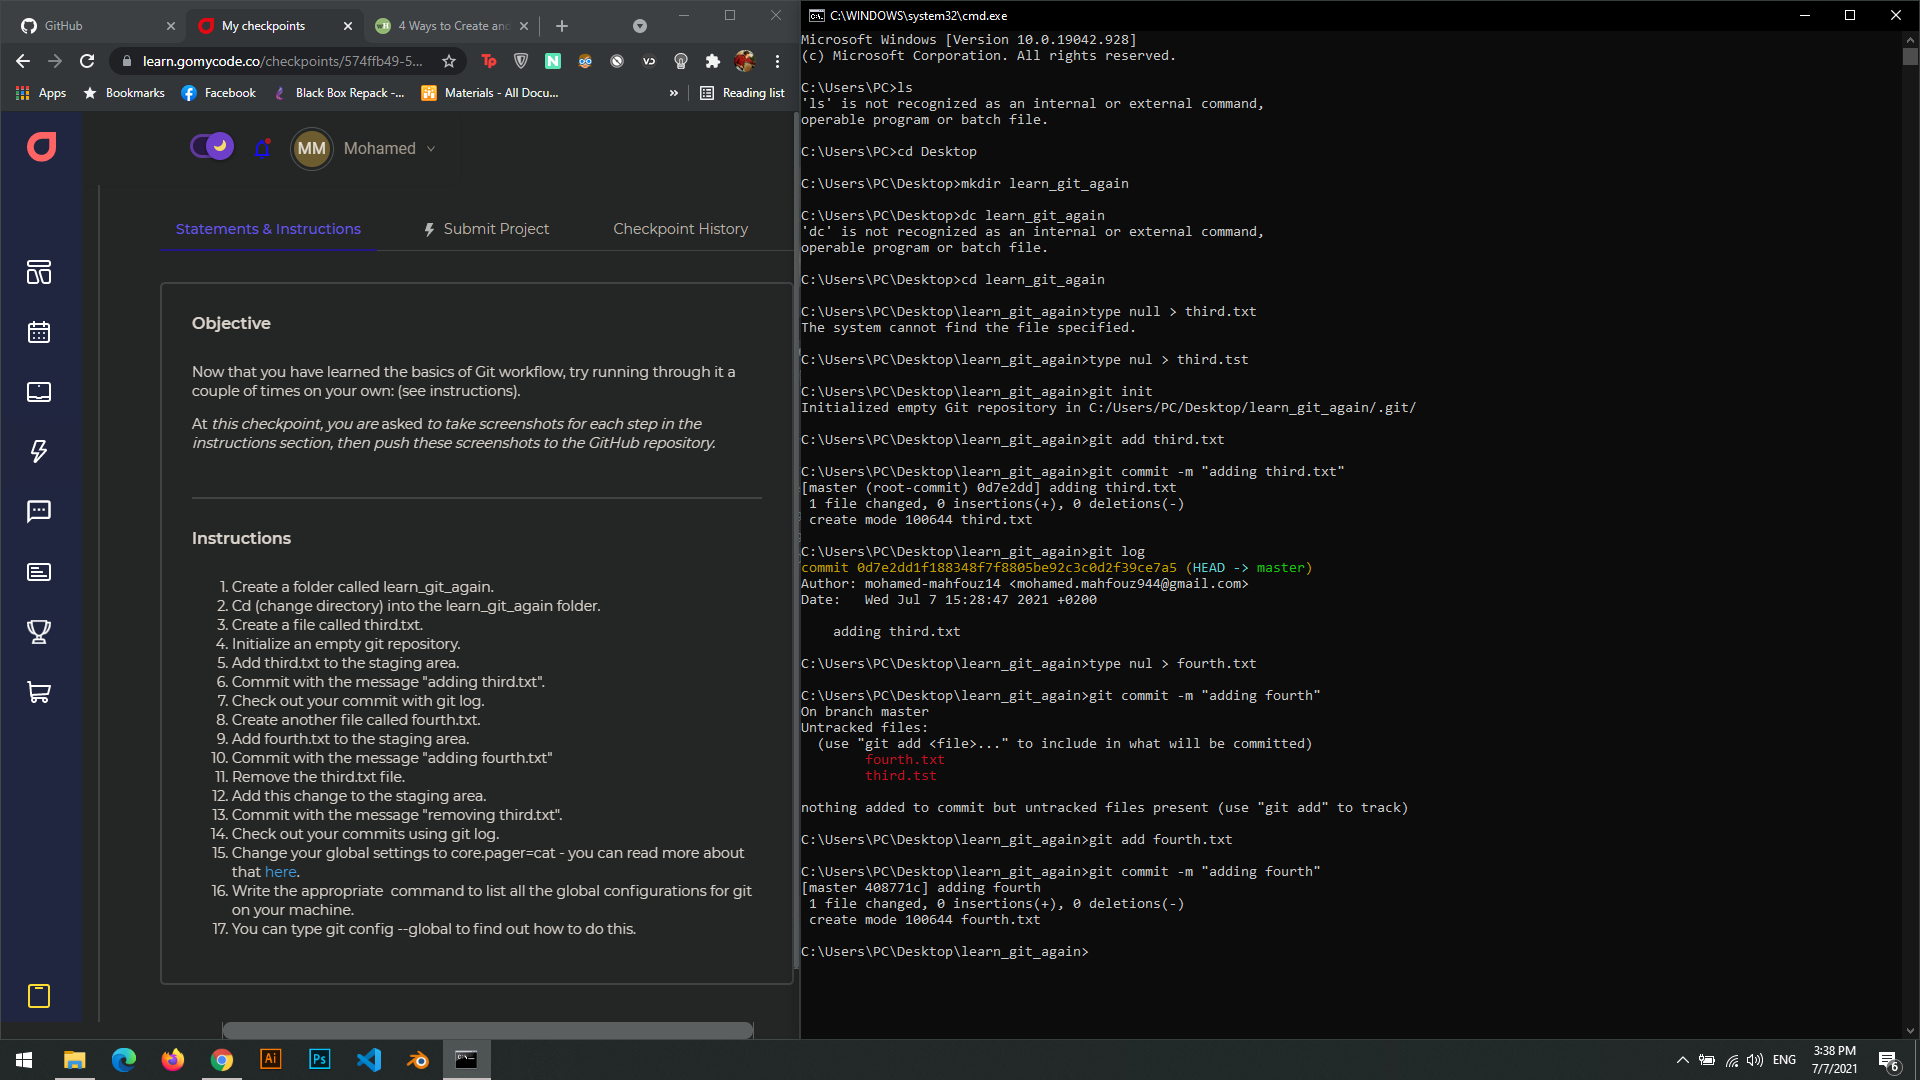 GitHub
My checkpoints
4 Ways to Create and
learn.gomycode.co/checkpoints/574ffb49-5...
Apps
Bookmarks
Facebook
Black Box Repack -...
Materials - All Docu...
»
Reading list
MM
Mohamed
Statements & Instructions
Submit Project
Checkpoint History
Objective
Now that you have learned the basics of Git workflow, try running through it a
couple of times on your own: (see instructions).
At this checkpoint, you are asked to take screenshots for each step in the
instructions section, then push these screenshots to the GitHub repository.
Instructions
1. Create a folder called learn_git_again.
2. Cd (change directory) into the learn_git_again folder.
3. Create a file called third.txt.
4. Initialize an empty git repository.
5. Add third.txt to the staging area.
6. Commit with the message "adding third.txt".
7. Check out your commit with git log.
8. Create another file called fourth.txt.
9. Add fourth.txt to the staging area.
10. Commit with the message "adding fourth.txt"
11. Remove the third.txt file.
12. Add this change to the staging area.
13. Commit with the message "removing third.txt".
14. Check out your commits using git log.
15. Change your global settings to core.pager=cat - you can read more about
that here.
16. Write the appropriate command to list all the global configurations for git
on your machine.
17. You can type git config --global to find out how to do this.
C:\WINDOWS\system32\cmd.exe
Microsoft Windows [Version 10.0.19042.928]
(c) Microsoft Corporation. All rights reserved.
C:\Users\PC>ls
'ls' is not recognized as an internal or external command,
operable program or batch file.
C:\Users\PC>cd Desktop
C:\Users\PC\Desktop>mkdir learn_git_again
C:\Users\PC\Desktop>dc learn_git_again
'dc' is not recognized as an internal or external command,
operable program or batch file.
C:\Users\PC\Desktop>cd learn_git_again
C:\Users\PC\Desktop\learn_git_again>type null > third.txt
The system cannot find the file specified.
C:\Users\PC\Desktop\learn_git_again>type nul > third.tst
C:\Users\PC\Desktop\learn_git_again>git init
Initialized empty Git repository in C:/Users/PC/Desktop/learn_git_again/.git/
C:\Users\PC\Desktop\learn_git_again>git add third.txt
C:\Users\PC\Desktop\learn_git_again>git commit -m "adding third.txt"
[master (root-commit) 0d7e2dd] adding third.txt
1 file changed, 0 insertions(+), 0 deletions(-)
create mode 100644 third.txt
C:\Users\PC\Desktop\learn_git_again>git log
commit 0d7e2dd1f188348f7f8805be92c3c0d2f39ce7a5 (HEAD -> master)
Author: mohamed-mahfouz14 <mohamed.mahfouz944@gmail.com>
Date:   Wed Jul 7 15:28:47 2021 +0200
adding third.txt
C:\Users\PC\Desktop\learn_git_again>type nul > fourth.txt
C:\Users\PC\Desktop\learn_git_again>git commit -m "adding fourth"
On branch master
Untracked files:
(use "git add <file>..." to include in what will be committed)
fourth.txt
third.tst
nothing added to commit but untracked files present (use "git add" to track)
C:\Users\PC\Desktop\learn_git_again>git add fourth.txt
C:\Users\PC\Desktop\learn_git_again>git commit -m "adding fourth"
[master 408771c] adding fourth
1 file changed, 0 insertions(+), 0 deletions(-)
create mode 100644 fourth.txt
C:\Users\PC\Desktop\learn_git_again>
Ai
Ps
ENG
3:38 PM
7/7/2021
6